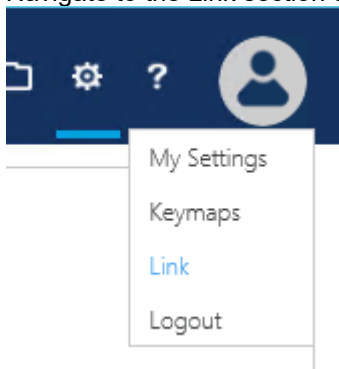 Navigate to the Link section
?
My Settings
Keymaps
Link
Logout